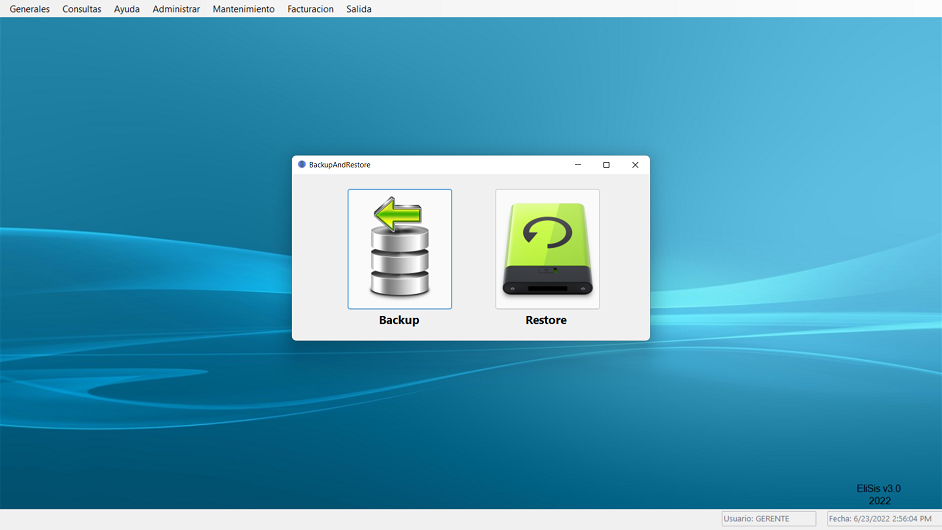 Generales Consultas Ayuda Administrar Mantenimiento Facturacion Salida
BackupAndRestore
Backup Restore
EliSis v3.0
2022
Usuario: GERENTE Fecha: 6/23/2022 2:56:04 PM